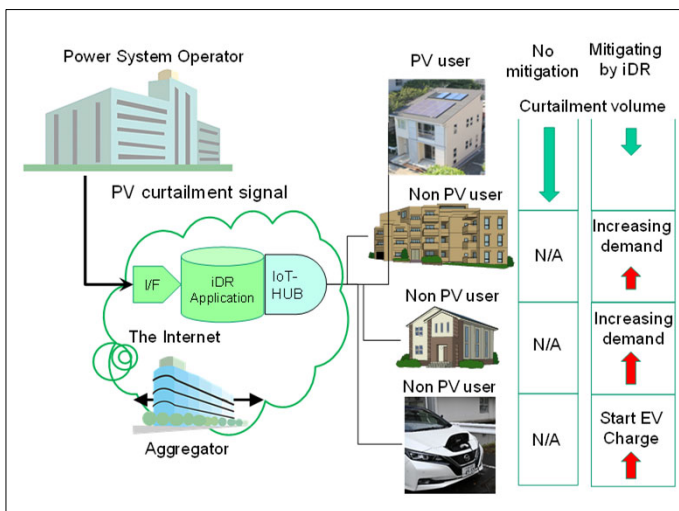 Power System Operator
PV curtailment signal
I/F
iDR
Application
IoT-
HUB
The Internet
Aggregator
PV user
Non PV user
Non PV user
Non PV user
No
mitigation
Mitigating
by iDR
Curtailment volume
N/A
Increasing
demand
N/A
Increasing
demand
N/A
Start EV
Charge